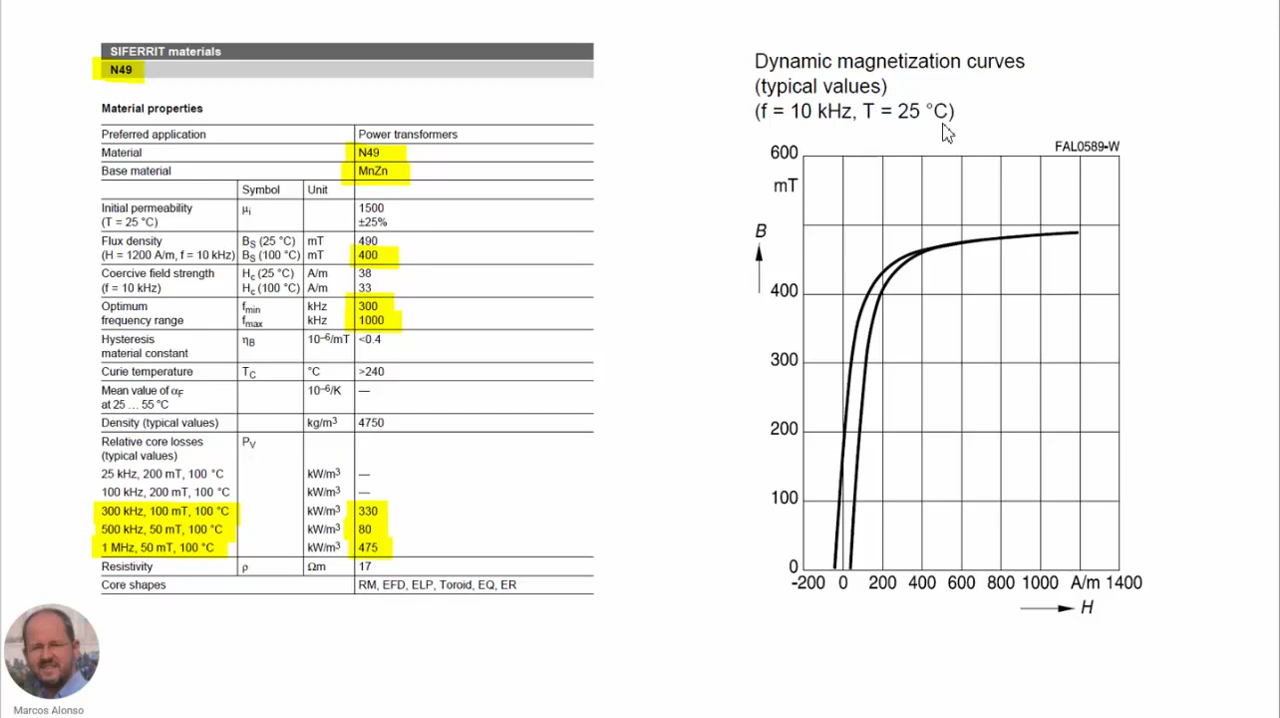 SIFERRIT materials
N49
Material properties
Preferred application Power transformers
Material N49
Base material MnZn
Symbol Unit
Initial permeability μi 1500
(T = 25 °C) ±25%
Flux density BS (25 °C) mT 490
(H = 1200 A/m, f = 10 kHz) BS (100 °C) mT 400
Coercive field strength Hc (25 °C) A/m 38
(f = 10 kHz) Hc (100 °C) A/m 33
Optimum fmin kHz 300
frequency range fmax kHz 1000
Hysteresis ηB 10–6/mT <0.4
material constant
Curie temperature TC °C >240
Mean value of αF 10–6/K —
at 25 … 55 °C
Density (typical values) kg/m3 4750
Relative core losses PV
(typical values)
25 kHz, 200 mT, 100 °C kW/m3 —
100 kHz, 200 mT, 100 °C kW/m3 —
300 kHz, 100 mT, 100 °C kW/m3 330
500 kHz, 50 mT, 100 °C kW/m3 80
1 MHz, 50 mT, 100 °C kW/m3 475
Resistivity ρ Ωm 17
Core shapes RM, EFD, ELP, Toroid, EQ, ER
Marcos Alonso
Dynamic magnetization curves
(typical values)
(f = 10 kHz, T = 25 °C)
FAL0589-W
600
mT
B
400
300
200
100
0
-200 0 200 400 600 800 1000 A/m 1400
H